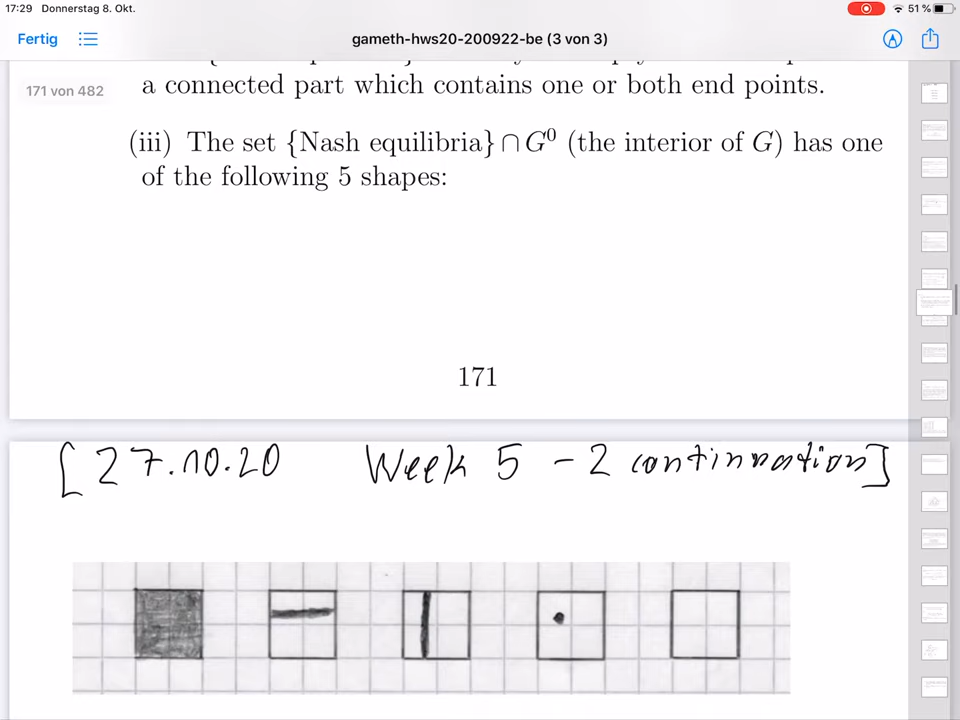 17:29 Donnerstag 8. Okt.
51 %
Fertig
gameth-hws20-200922-be (3 von 3)
171 von 482
a connected part which contains one or both end points.
(iii) The set {Nash equilibria} ∩ G⁰ (the interior of G) has one
of the following 5 shapes:
171
[27.10.20 Week 5 - 2 continuation]